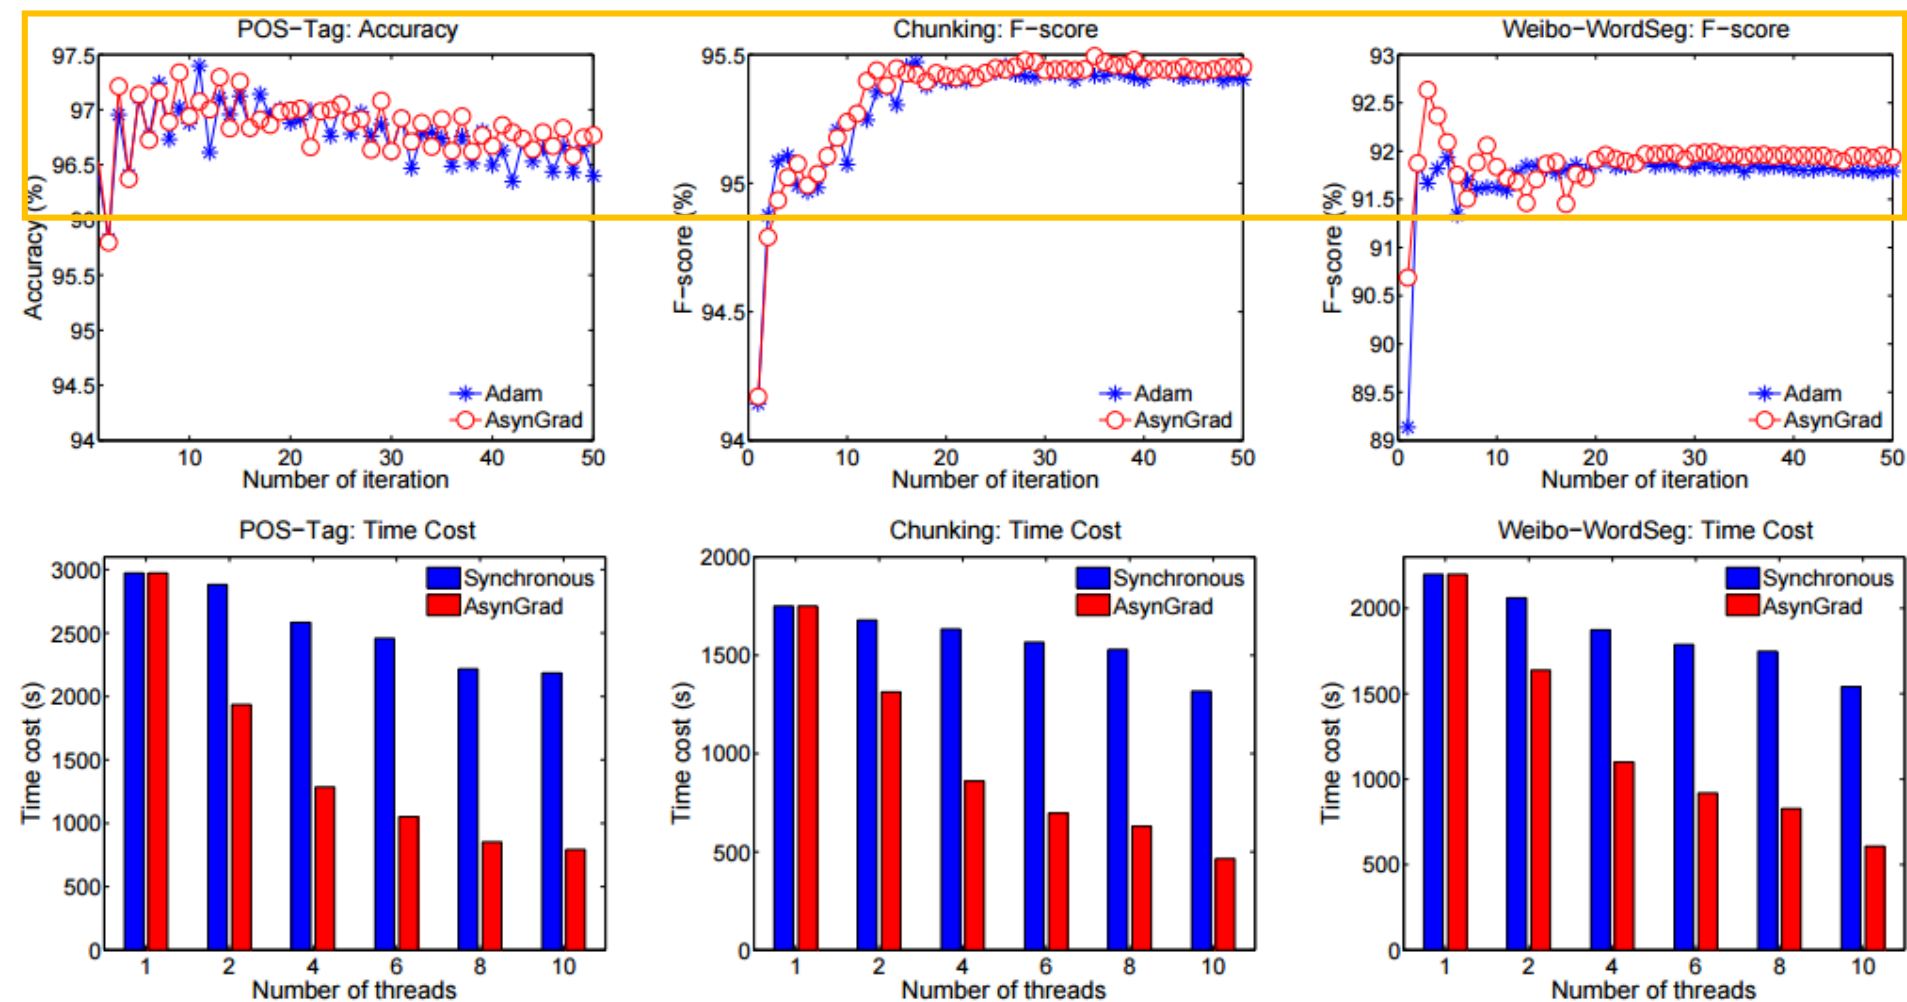 POS−Tag: Accuracy
97.5
97
96.5
96
95.5
95
94.5
94
Accuracy (%)
Adam
AsynGrad
10 20 30 40 50
Number of iteration
Chunking: F−score
95.5
95
94.5
94
F−score (%)
Adam
AsynGrad
0 10 20 30 40 50
Number of iteration
Weibo−WordSeg: F−score
93
92.5
92
91.5
91
90.5
90
89.5
89
F−score (%)
Adam
AsynGrad
0 10 20 30 40 50
Number of iteration
POS−Tag: Time Cost
3000
2500
2000
1500
1000
500
0
Time cost (s)
Synchronous
AsynGrad
1 2 4 6 8 10
Number of threads
Chunking: Time Cost
2000
1500
1000
500
0
Time cost (s)
Synchronous
AsynGrad
1 2 4 6 8 10
Number of threads
Weibo−WordSeg: Time Cost
2000
1500
1000
500
0
Time cost (s)
Synchronous
AsynGrad
1 2 4 6 8 10
Number of threads